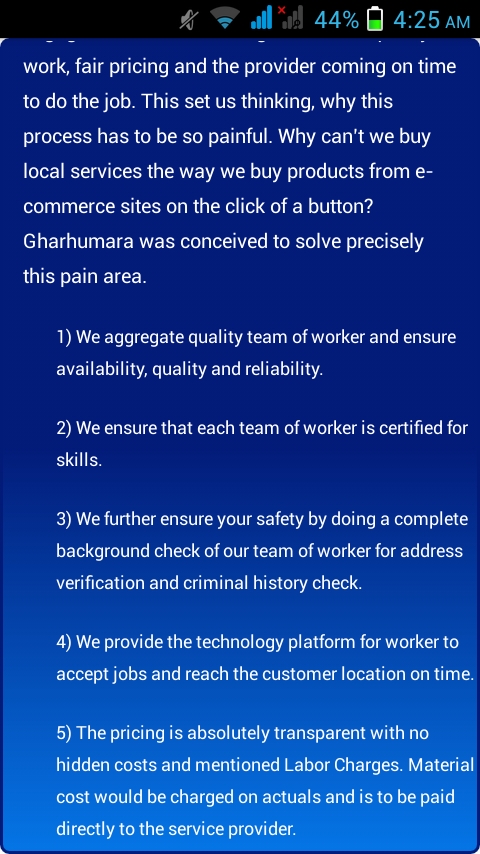 44% 4:25 AM
work, fair pricing and the provider coming on time
to do the job. This set us thinking, why this
process has to be so painful. Why can't we buy
local services the way we buy products from e-
commerce sites on the click of a button?
Gharhumara was conceived to solve precisely
this pain area.
1) We aggregate quality team of worker and ensure
availability, quality and reliability.
2) We ensure that each team of worker is certified for
skills.
3) We further ensure your safety by doing a complete
background check of our team of worker for address
verification and criminal history check.
4) We provide the technology platform for worker to
accept jobs and reach the customer location on time.
5) The pricing is absolutely transparent with no
hidden costs and mentioned Labor Charges. Material
cost would be charged on actuals and is to be paid
directly to the service provider.